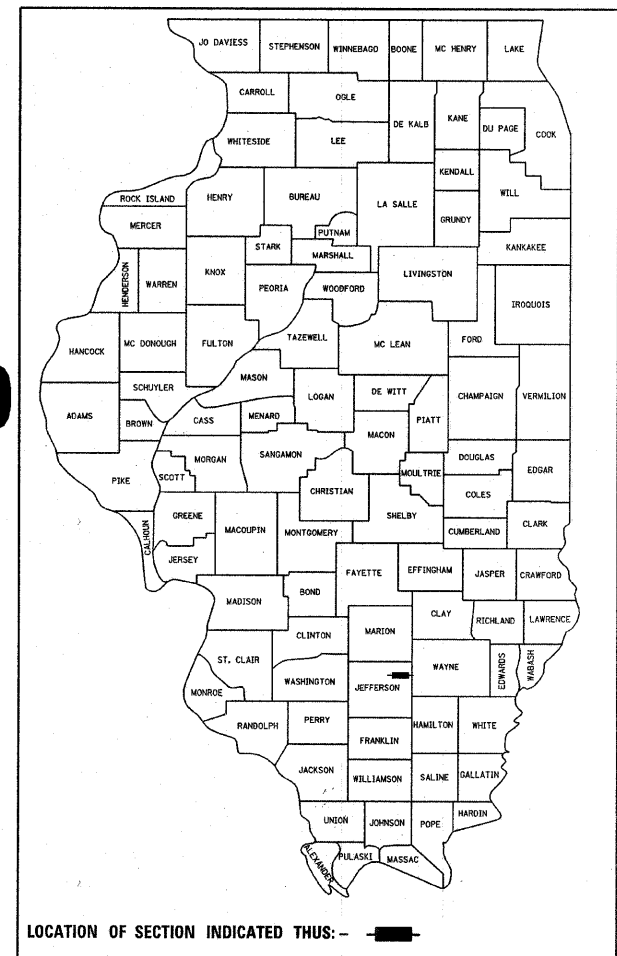 JO DAVIESS
STEPHENSON
WINNEBAGO
BOONE
MC HENRY
LAKE
CARROLL
OGLE
DE KALB
KANE
DU PAGE
COOK
WHITESIDE
LEE
KENDALL
WILL
ROCK ISLAND
HENRY
BUREAU
LA SALLE
GRUNDY
MERCER
PUTNAM
STARK
MARSHALL
KANKAKEE
HENDERSON
WARREN
KNOX
PEORIA
WOODFORD
LIVINGSTON
IROQUOIS
HANCOCK
MC DONOUGH
FULTON
TAZEWELL
MC LEAN
FORD
MASON
SCHUYLER
LOGAN
DE WITT
CHAMPAIGN
VERMILION
ADAMS
BROWN
CASS
MENARD
MACON
PIATT
MORGAN
SANGAMON
DOUGLAS
EDGAR
PIKE
SCOTT
CHRISTIAN
MOULTRIE
COLES
GREENE
MACOUPIN
MONTGOMERY
SHELBY
CUMBERLAND
CLARK
CALHOUN
JERSEY
FAYETTE
EFFINGHAM
JASPER
CRAWFORD
MADISON
BOND
CLAY
RICHLAND
LAWRENCE
CLINTON
MARION
ST. CLAIR
WAYNE
EDWARDS
WABASH
WASHINGTON
JEFFERSON
MONROE
RANDOLPH
PERRY
HAMILTON
WHITE
FRANKLIN
JACKSON
WILLIAMSON
SALINE
GALLATIN
UNION
JOHNSON
POPE
HARDIN
ALEXANDER
PULASKI
MASSAC
LOCATION OF SECTION INDICATED THUS: -